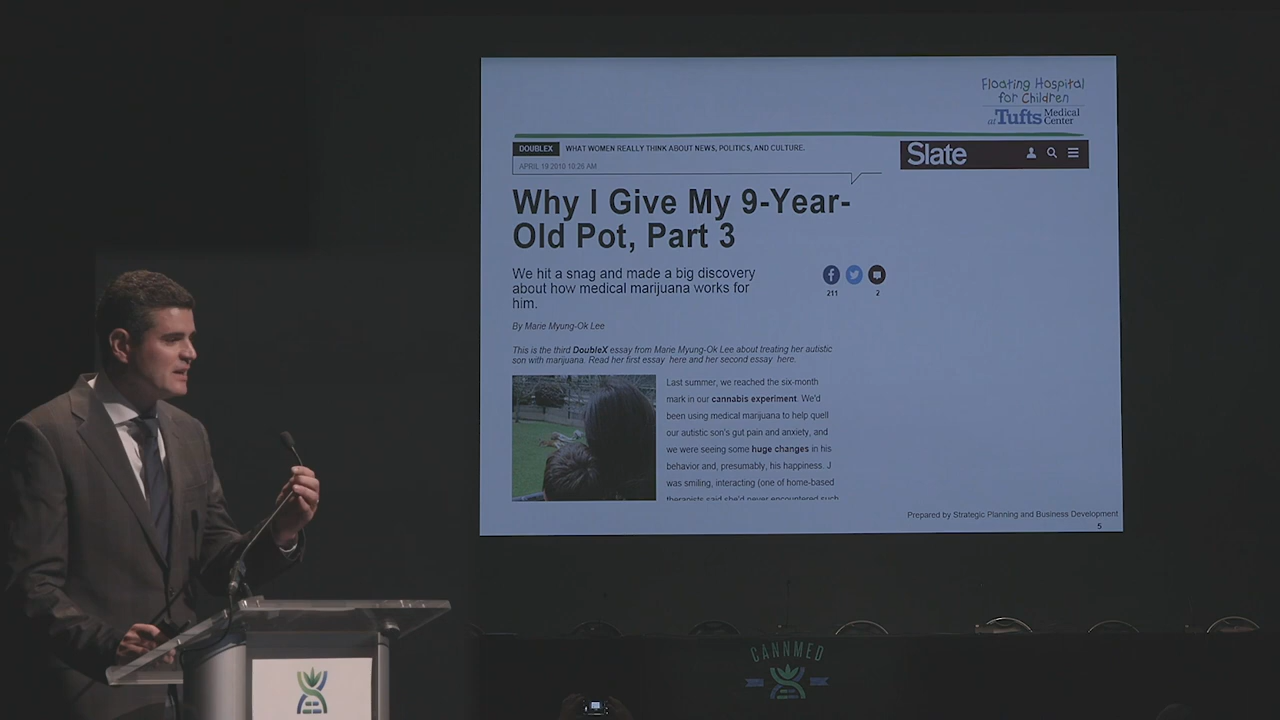 Floating Hospital
for Children
at Tufts Medical
Center
DOUBLEX WHAT WOMEN REALLY THINK ABOUT NEWS, POLITICS, AND CULTURE.
APRIL 19 2010 10:26 AM
Slate
Why I Give My 9-Year-
Old Pot, Part 3
We hit a snag and made a big discovery
about how medical marijuana works for
him.
211
2
By Marie Myung-Ok Lee
This is the third DoubleX essay from Marie Myung-Ok Lee about treating her autistic
son with marijuana. Read her first essay here and her second essay here.
Last summer, we reached the six-month
mark in our cannabis experiment. We'd
been using medical marijuana to help quell
our autistic son's gut pain and anxiety, and
we were seeing some huge changes in his
behavior and, presumably, his happiness. J
was smiling, interacting (one of home-based
therapists said she'd never encountered such
Prepared by Strategic Planning and Business Development
5
CANNMED